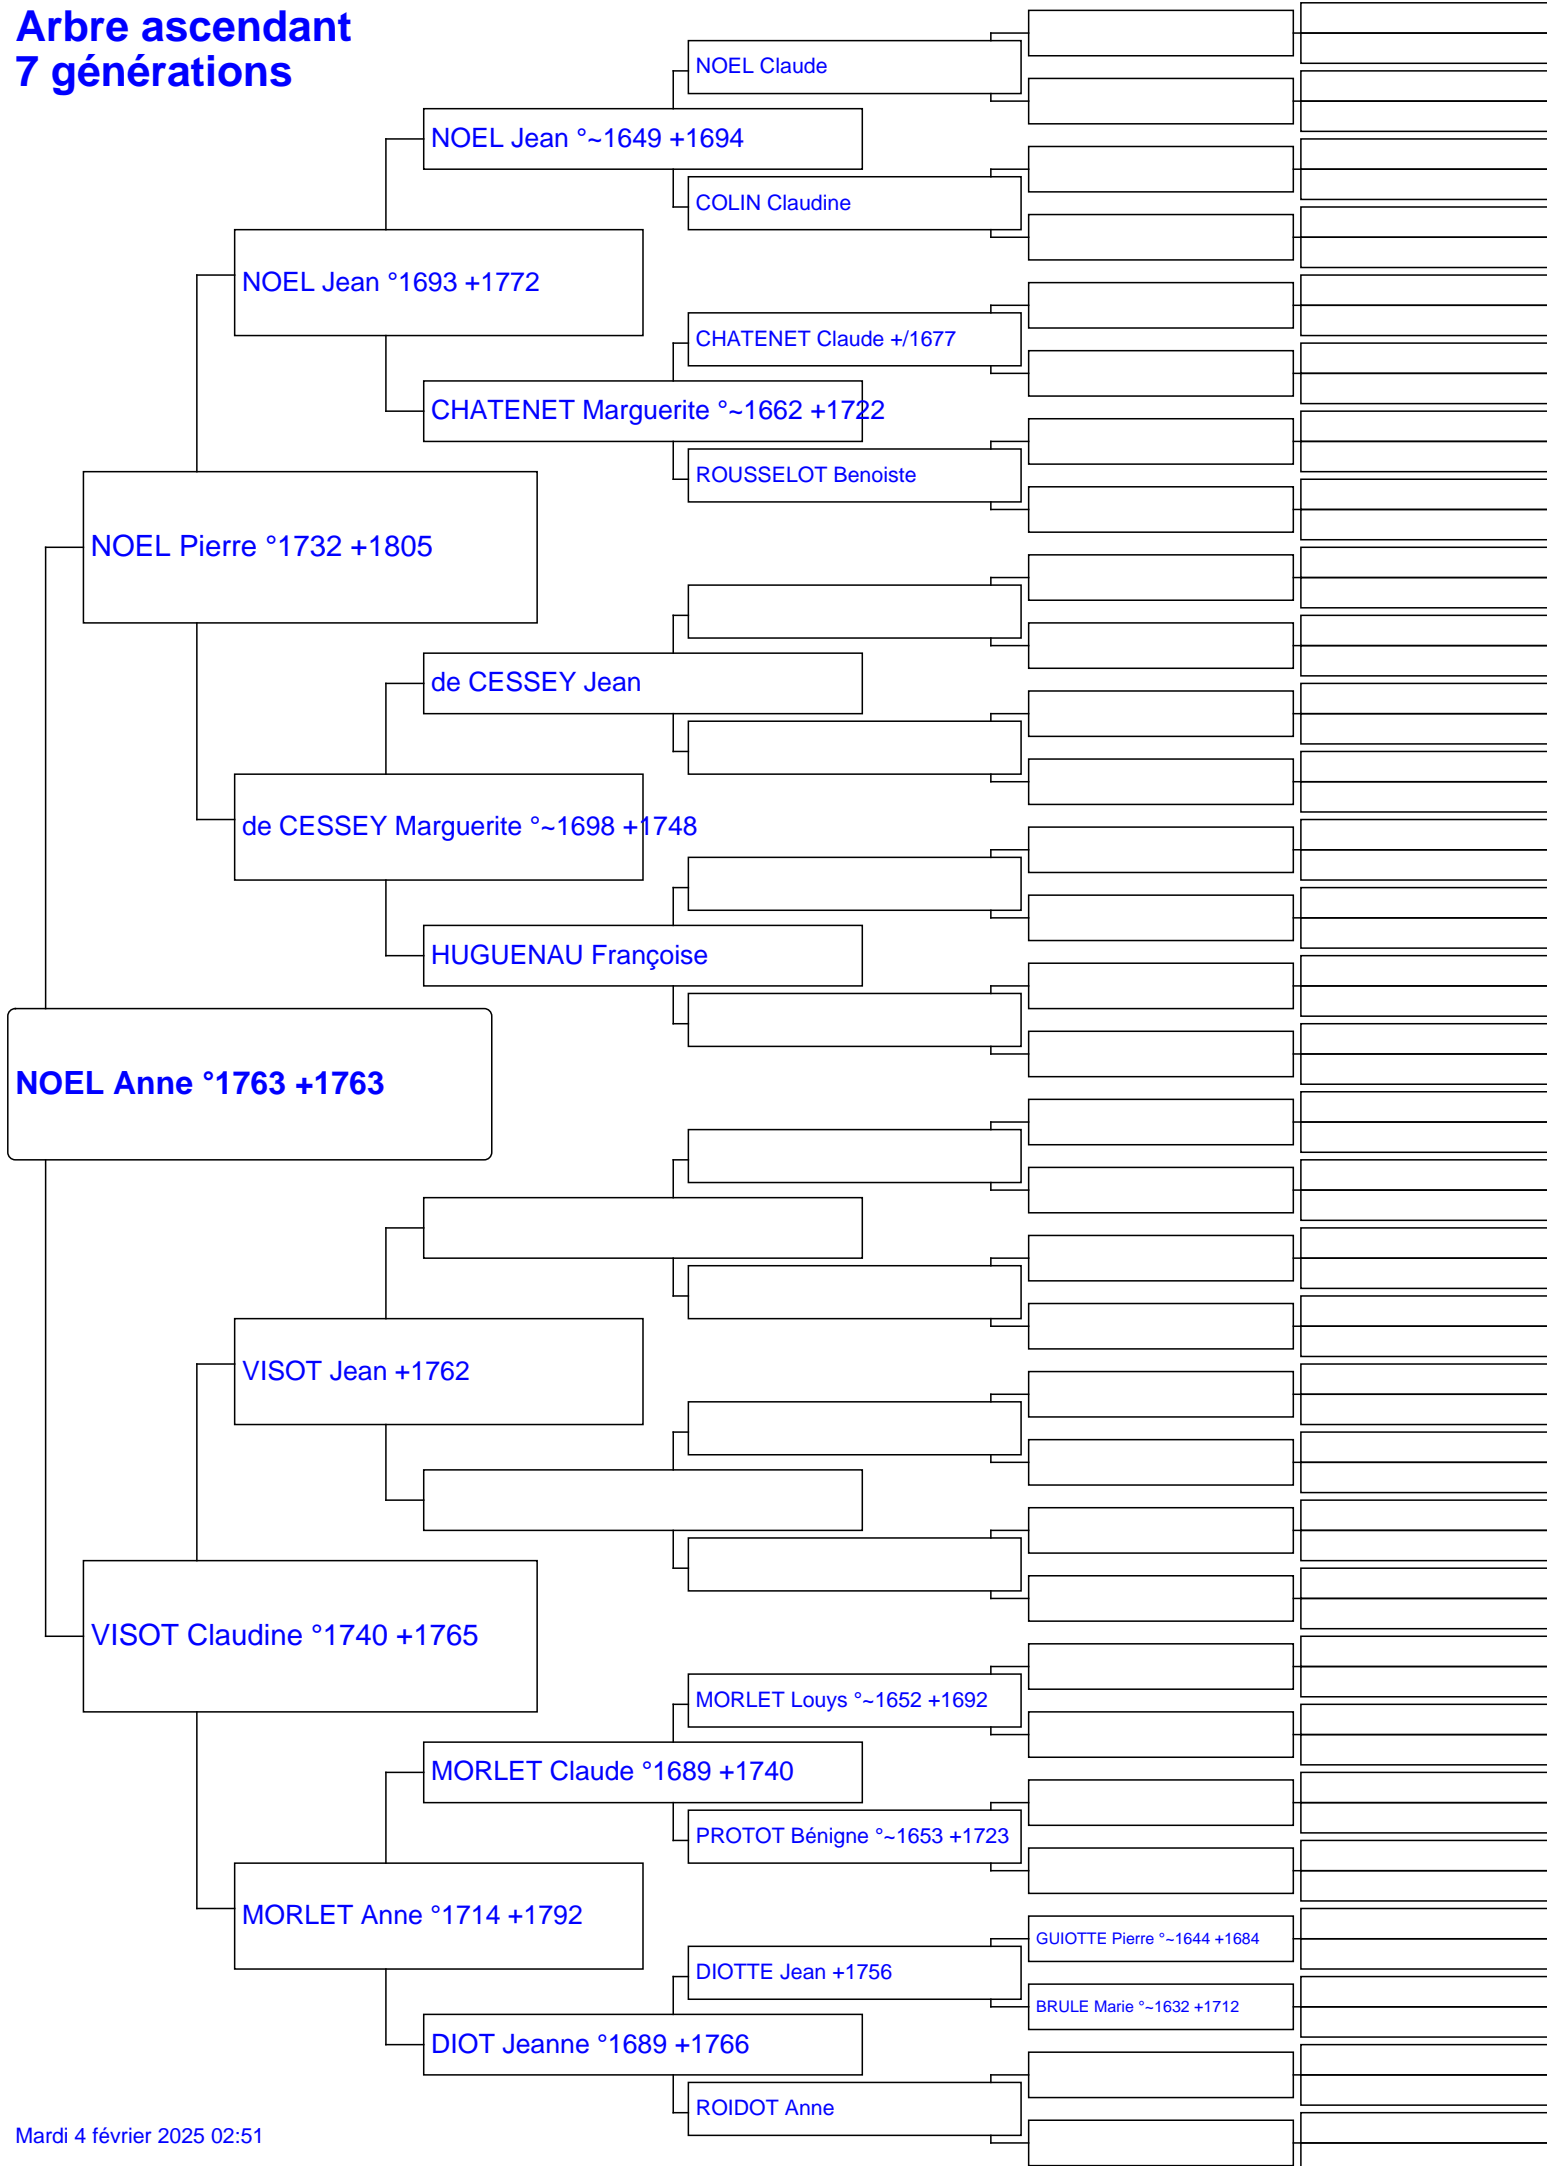 Arbre ascendant
7 générations
NOEL Claude
NOEL Jean °~1649 +1694
COLIN Claudine
NOEL Jean °1693 +1772
CHATENET Claude +/1677
CHATENET Marguerite °~1662 +1722
ROUSSELOT Benoiste
NOEL Pierre °1732 +1805
de CESSEY Jean
de CESSEY Marguerite °~1698 +1748
HUGUENAU Françoise
NOEL Anne °1763 +1763
VISOT Jean +1762
VISOT Claudine °1740 +1765
MORLET Louys °~1652 +1692
MORLET Claude °1689 +1740
PROTOT Bénigne °~1653 +1723
MORLET Anne °1714 +1792
GUIOTTE Pierre °~1644 +1684
DIOTTE Jean +1756
BRULE Marie °~1632 +1712
DIOT Jeanne °1689 +1766
ROIDOT Anne
Mardi 4 février 2025 02:51